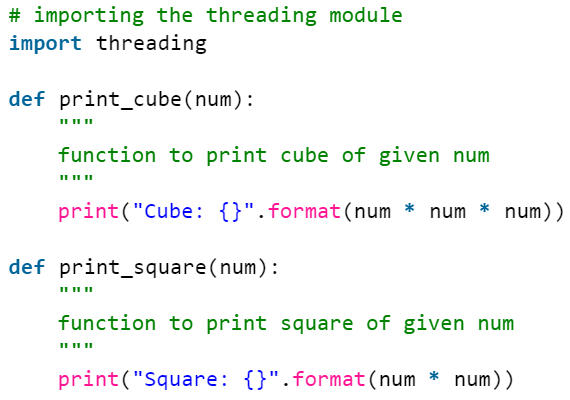 # importing the threading module
import threading

def print_cube(num):
    """
    function to print cube of given num
    """
    print("Cube: {}".format(num * num * num))

def print_square(num):
    """
    function to print square of given num
    """
    print("Square: {}".format(num * num))